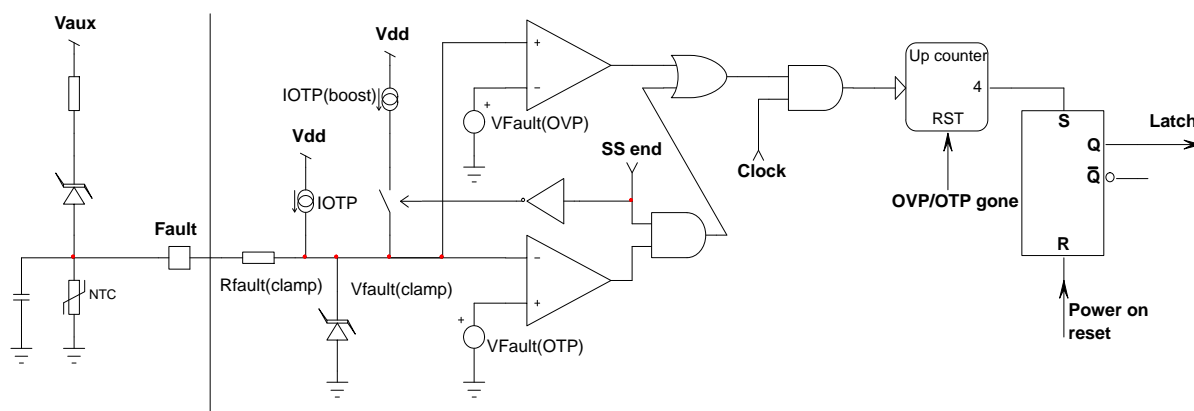 Vaux
Vdd
IOTP(boost)
Vdd
IOTP
Fault
Rfault(clamp)
Vfault(clamp)
NTC
+
−
+
VFault(OVP)
SS end
−
+
+
VFault(OTP)
Clock
Up counter
4
RST
OVP/OTP gone
S
Q
Q
R
Latch
Power on
reset